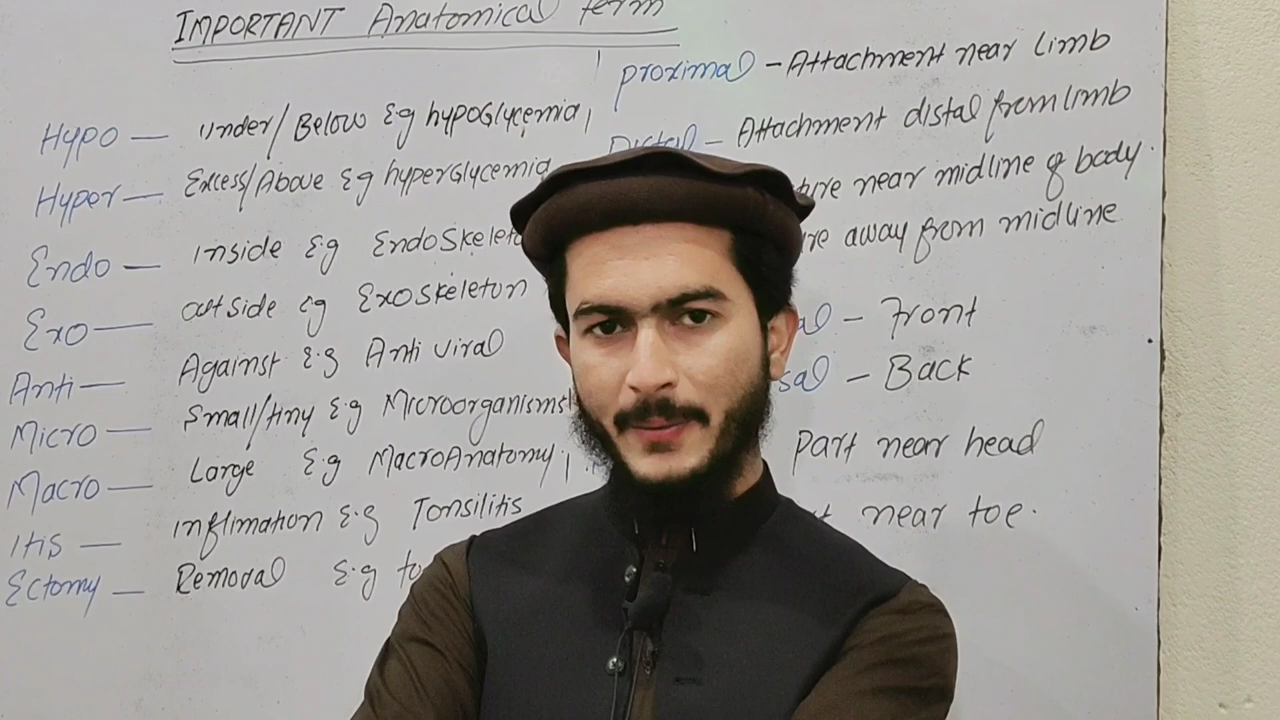 IMPORTANT Anatomical term
Hypo — under/Below E.g hypoGlycemia,
Hyper — Excess/Above E.g hyperGlycemia
Endo — inside E.g
Exo — outside eg Exoskeleton
Anti — Against E.g Anti viral
Micro — Small/tiny E.g Microorganisms
Macro — Large E.g MacroAnatomy,
Itis — inflimation E.g Tonsilitis
Ectomy — Removal E.g
proximal – Attachment near limb
Distal – Attachment distal from limb
near midline of body.
away from midline
– Front
– Back
part near head
near toe.